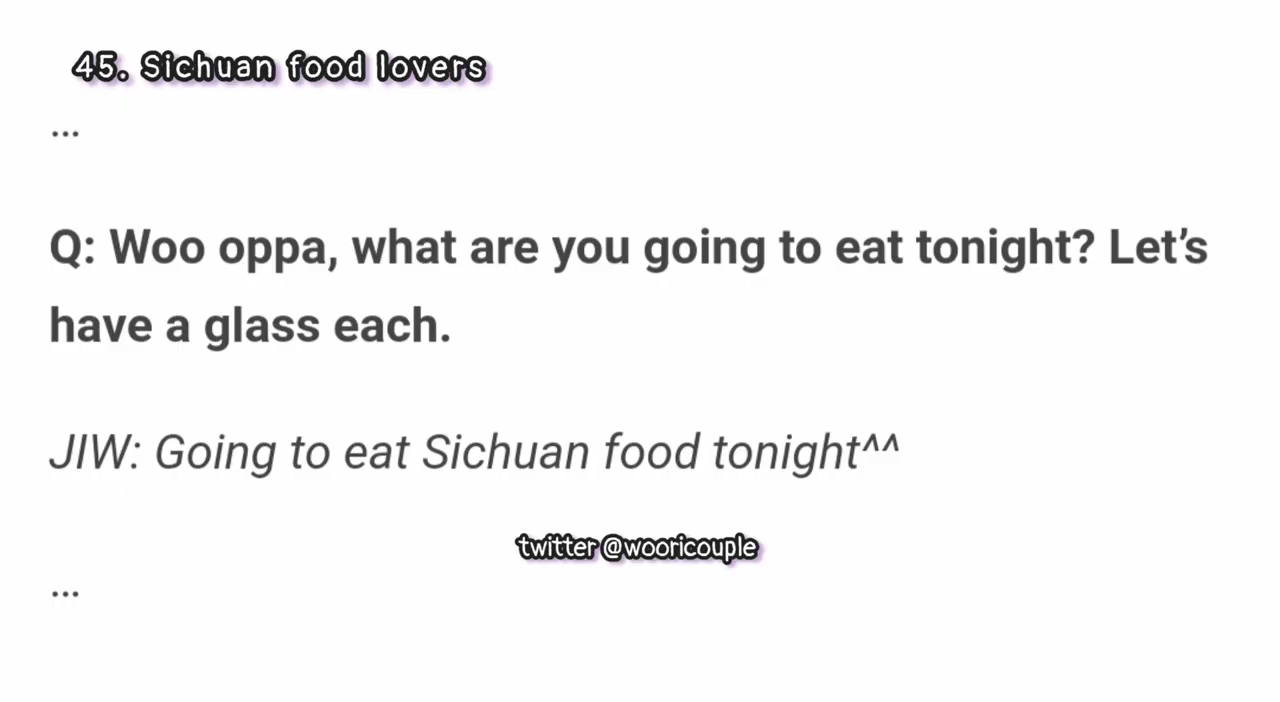 45. Sichuan food lovers
...
Q: Woo oppa, what are you going to eat tonight? Let’s
have a glass each.
JIW: Going to eat Sichuan food tonight^^
twitter @wooricouple
...